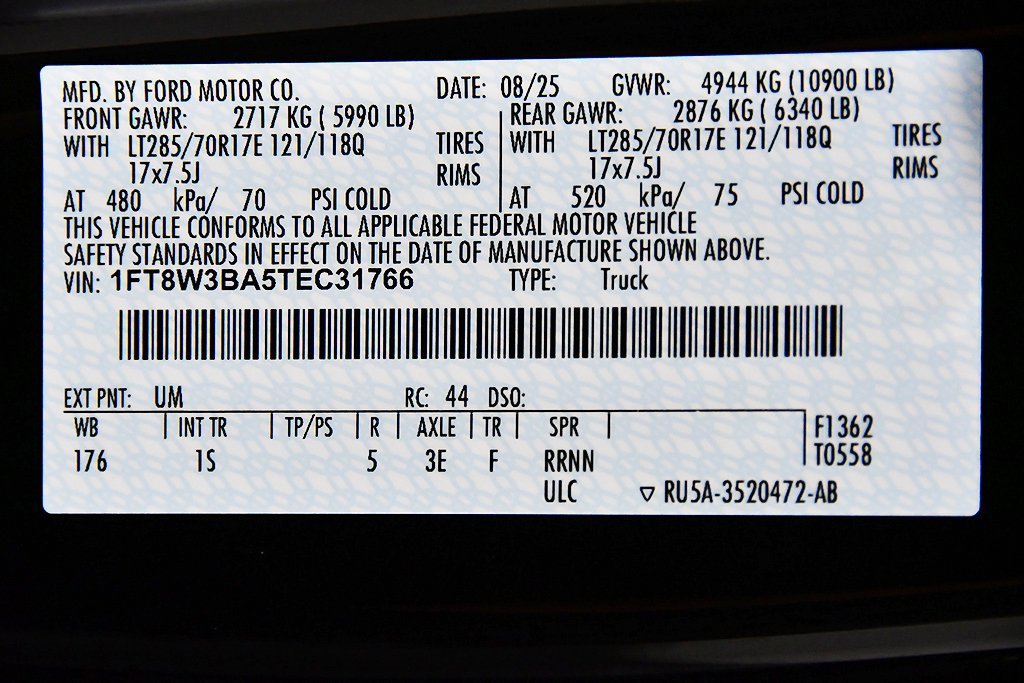 MFD. BY FORD MOTOR CO. DATE: 08/25 GVWR: 4944 KG (10900 LB)
FRONT GAWR: 2717 KG ( 5990 LB) REAR GAWR: 2876 KG ( 6340 LB)
WITH LT285/70R17E 121/118Q TIRES WITH LT285/70R17E 121/118Q TIRES
17x7.5J RIMS 17x7.5J RIMS
AT 480 kPa/ 70 PSI COLD AT 520 kPa/ 75 PSI COLD
THIS VEHICLE CONFORMS TO ALL APPLICABLE FEDERAL MOTOR VEHICLE
SAFETY STANDARDS IN EFFECT ON THE DATE OF MANUFACTURE SHOWN ABOVE.
VIN: 1FT8W3BA5TEC31766 TYPE: Truck
EXT PNT: UM RC: 44 DSO:
WB | INT TR | TP/PS | R | AXLE | TR | SPR | F1362
176 1S 5 3E F RRNN T0558
ULC ▽ RU5A-3520472-AB